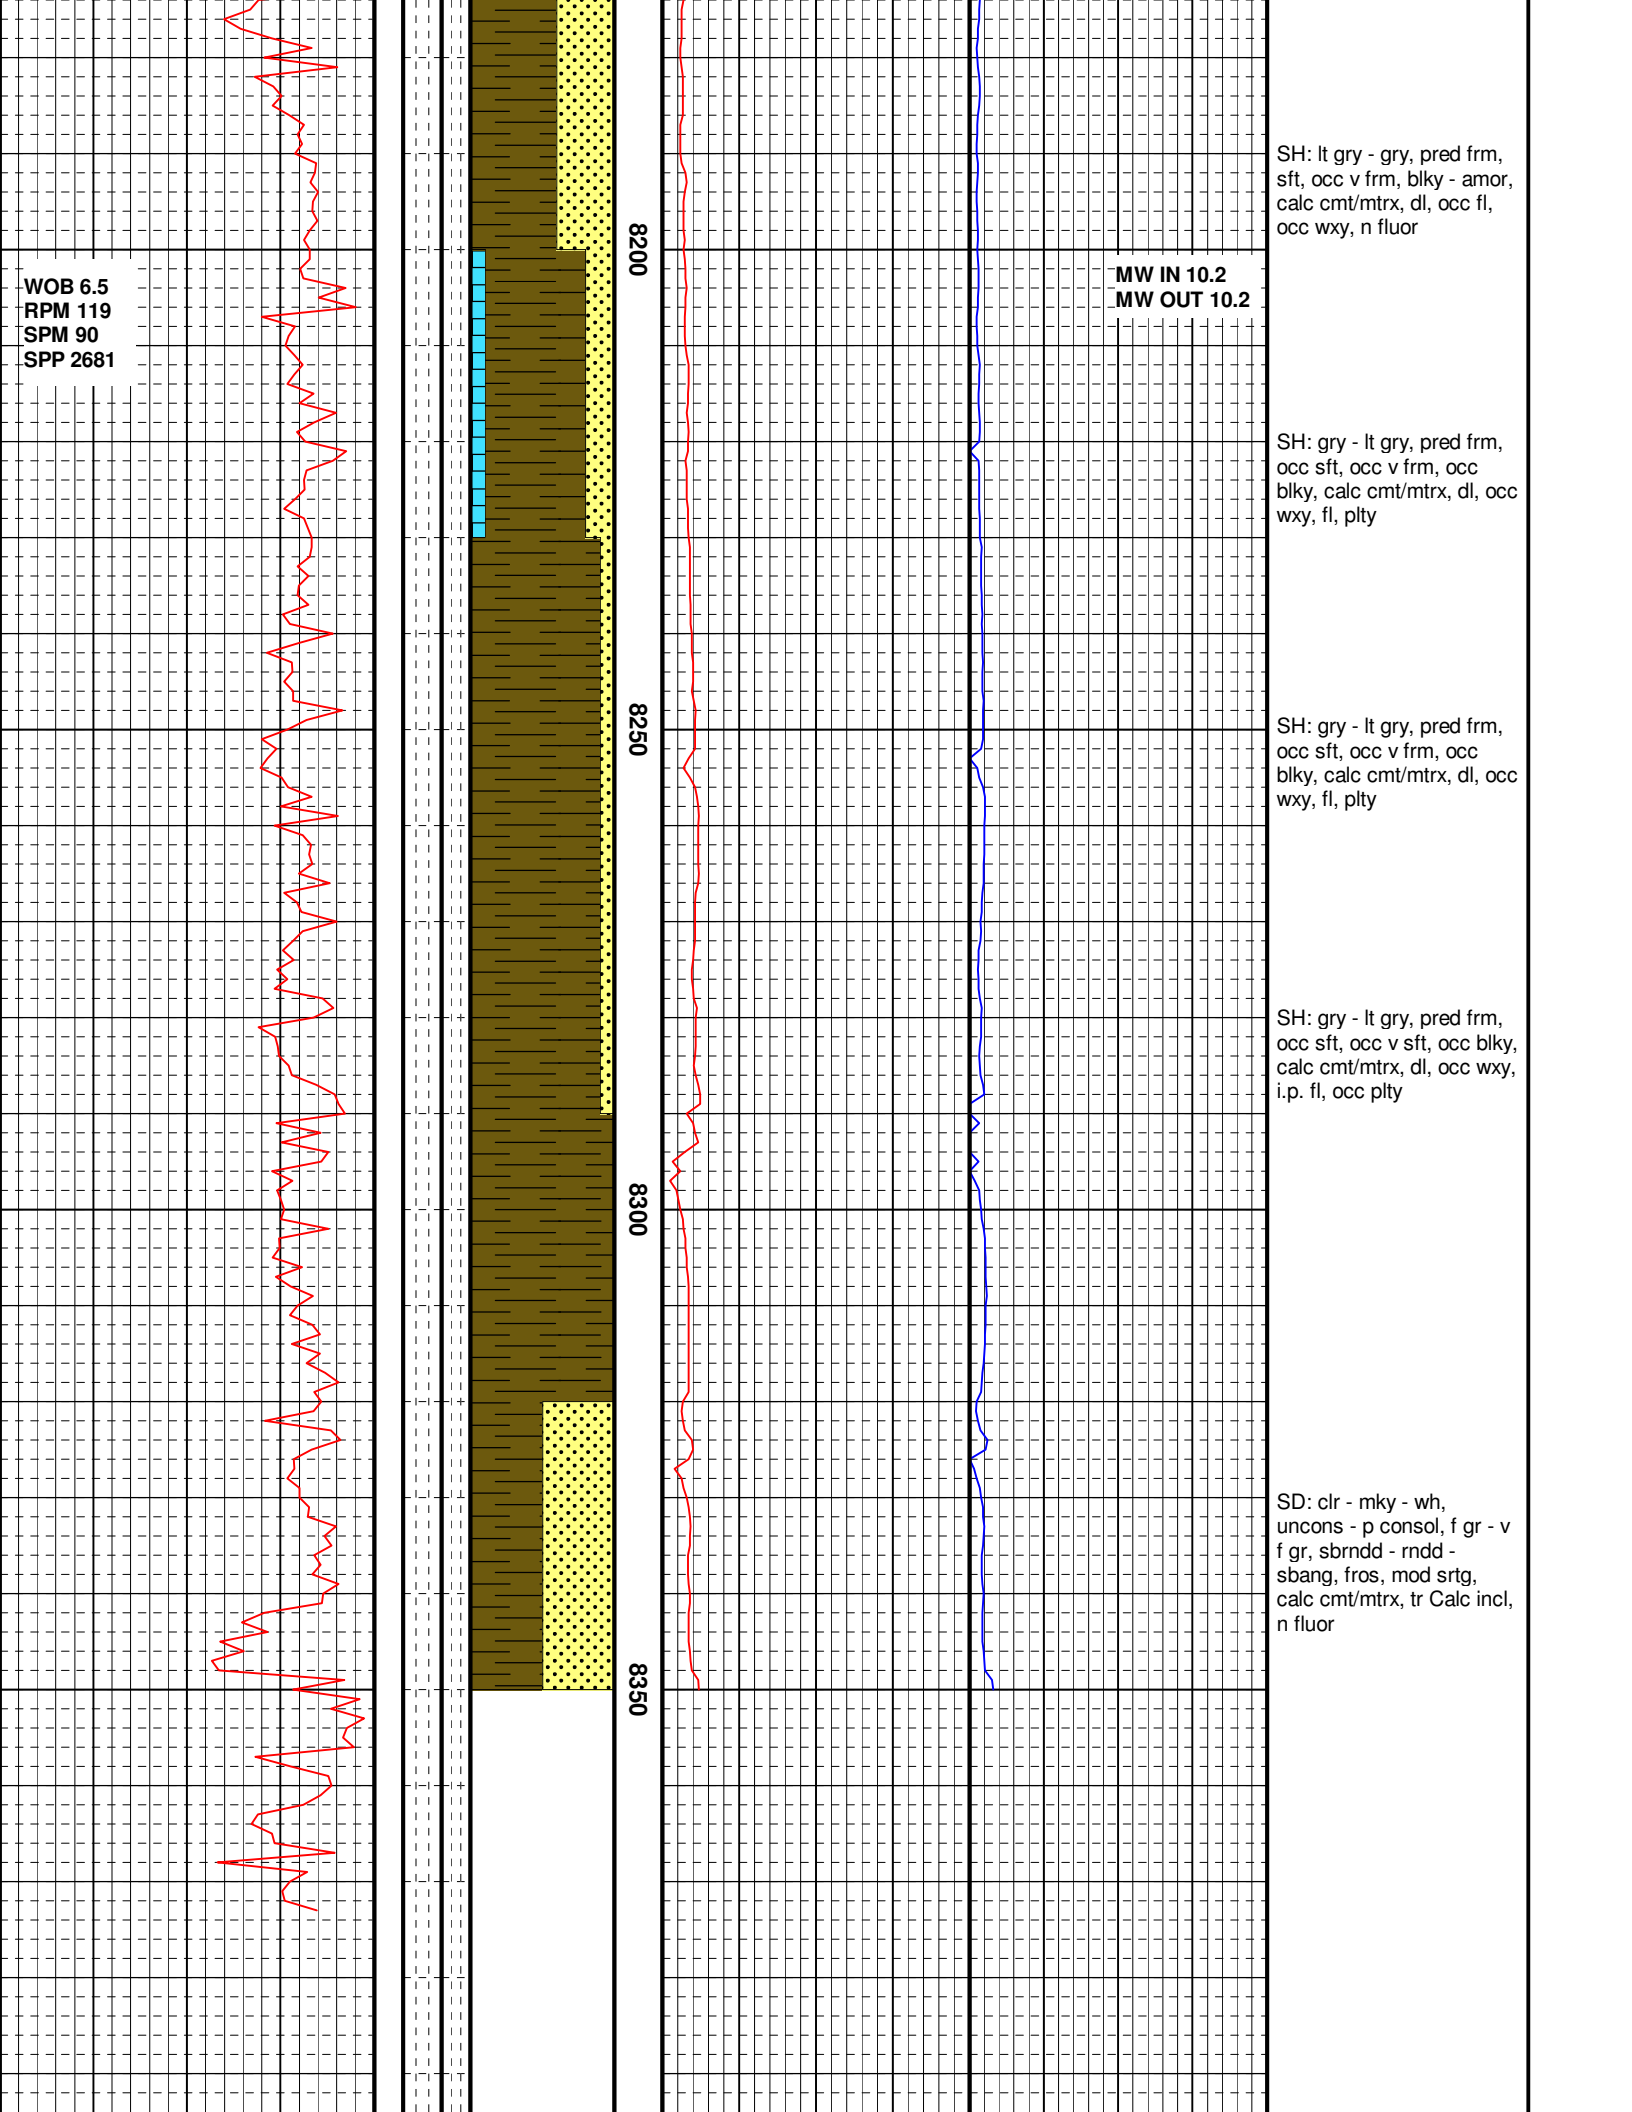 SH: lt gry - gry, pred frm,
sft, occ v frm, blky - amor,
calc cmt/mtrx, dl, occ fl,
occ wxy, n fluor
8200
WOB 6.5
RPM 119
SPM 90
SPP 2681
MW IN 10.2
MW OUT 10.2
SH: gry - lt gry, pred frm,
occ sft, occ v frm, occ
blky, calc cmt/mtrx, dl, occ
wxy, fl, plty
8250
SH: gry - lt gry, pred frm,
occ sft, occ v frm, occ
blky, calc cmt/mtrx, dl, occ
wxy, fl, plty
SH: gry - lt gry, pred frm,
occ sft, occ v sft, occ blky,
calc cmt/mtrx, dl, occ wxy,
i.p. fl, occ plty
8300
SD: clr - mky - wh,
uncons - p consol, f gr - v
f gr, sbrndd - rndd -
sbang, fros, mod srtg,
calc cmt/mtrx, tr Calc incl,
n fluor
8350